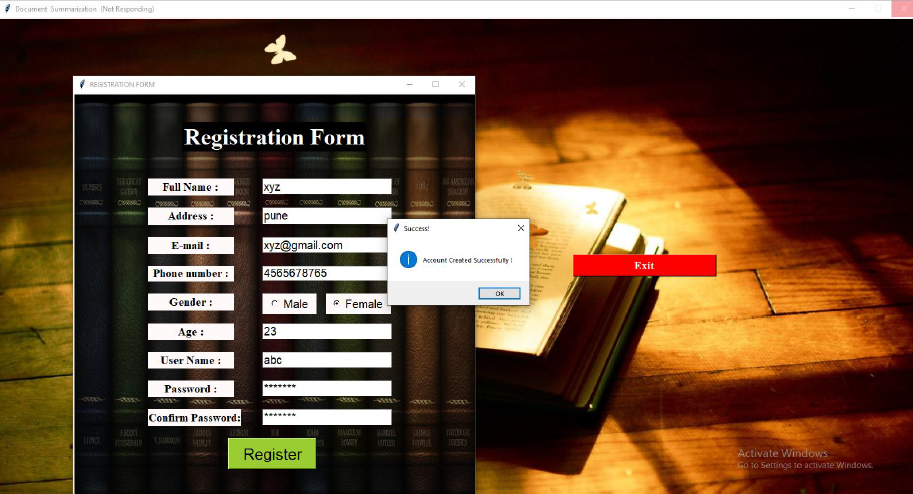 Document Summarization (Not Responding)
REGISTRATION FORM
Registration Form
Full Name :
xyz
Address :
pune
E-mail :
xyz@gmail.com
Phone number :
4565678765
Gender :
Male
Female
Age :
23
User Name :
abc
Password :
*******
Confirm Password:
*******
Register
Success!
Account Created Successfully !
OK
Exit
Activate Windows
Go to Settings to activate Windows.